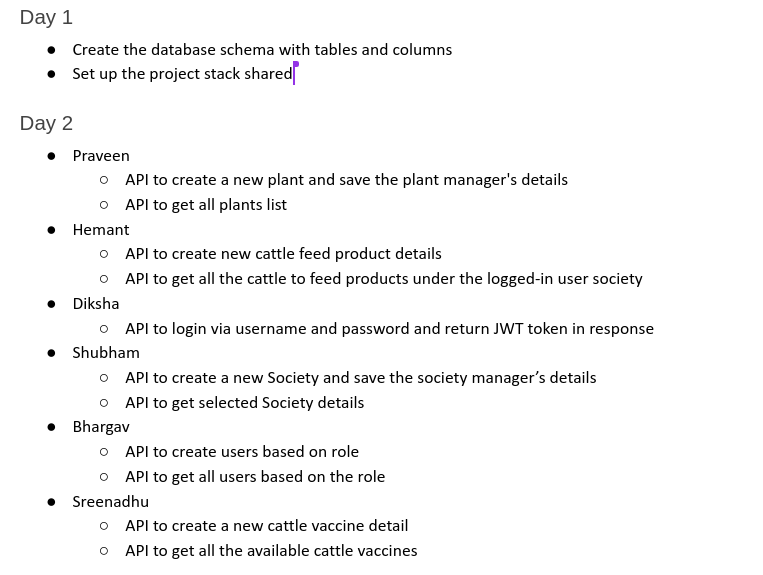 Day 1
● Create the database schema with tables and columns
● Set up the project stack shared
Day 2
● Praveen
○ API to create a new plant and save the plant manager's details
○ API to get all plants list
● Hemant
○ API to create new cattle feed product details
○ API to get all the cattle to feed products under the logged-in user society
● Diksha
○ API to login via username and password and return JWT token in response
● Shubham
○ API to create a new Society and save the society manager’s details
○ API to get selected Society details
● Bhargav
○ API to create users based on role
○ API to get all users based on the role
● Sreenadhu
○ API to create a new cattle vaccine detail
○ API to get all the available cattle vaccines